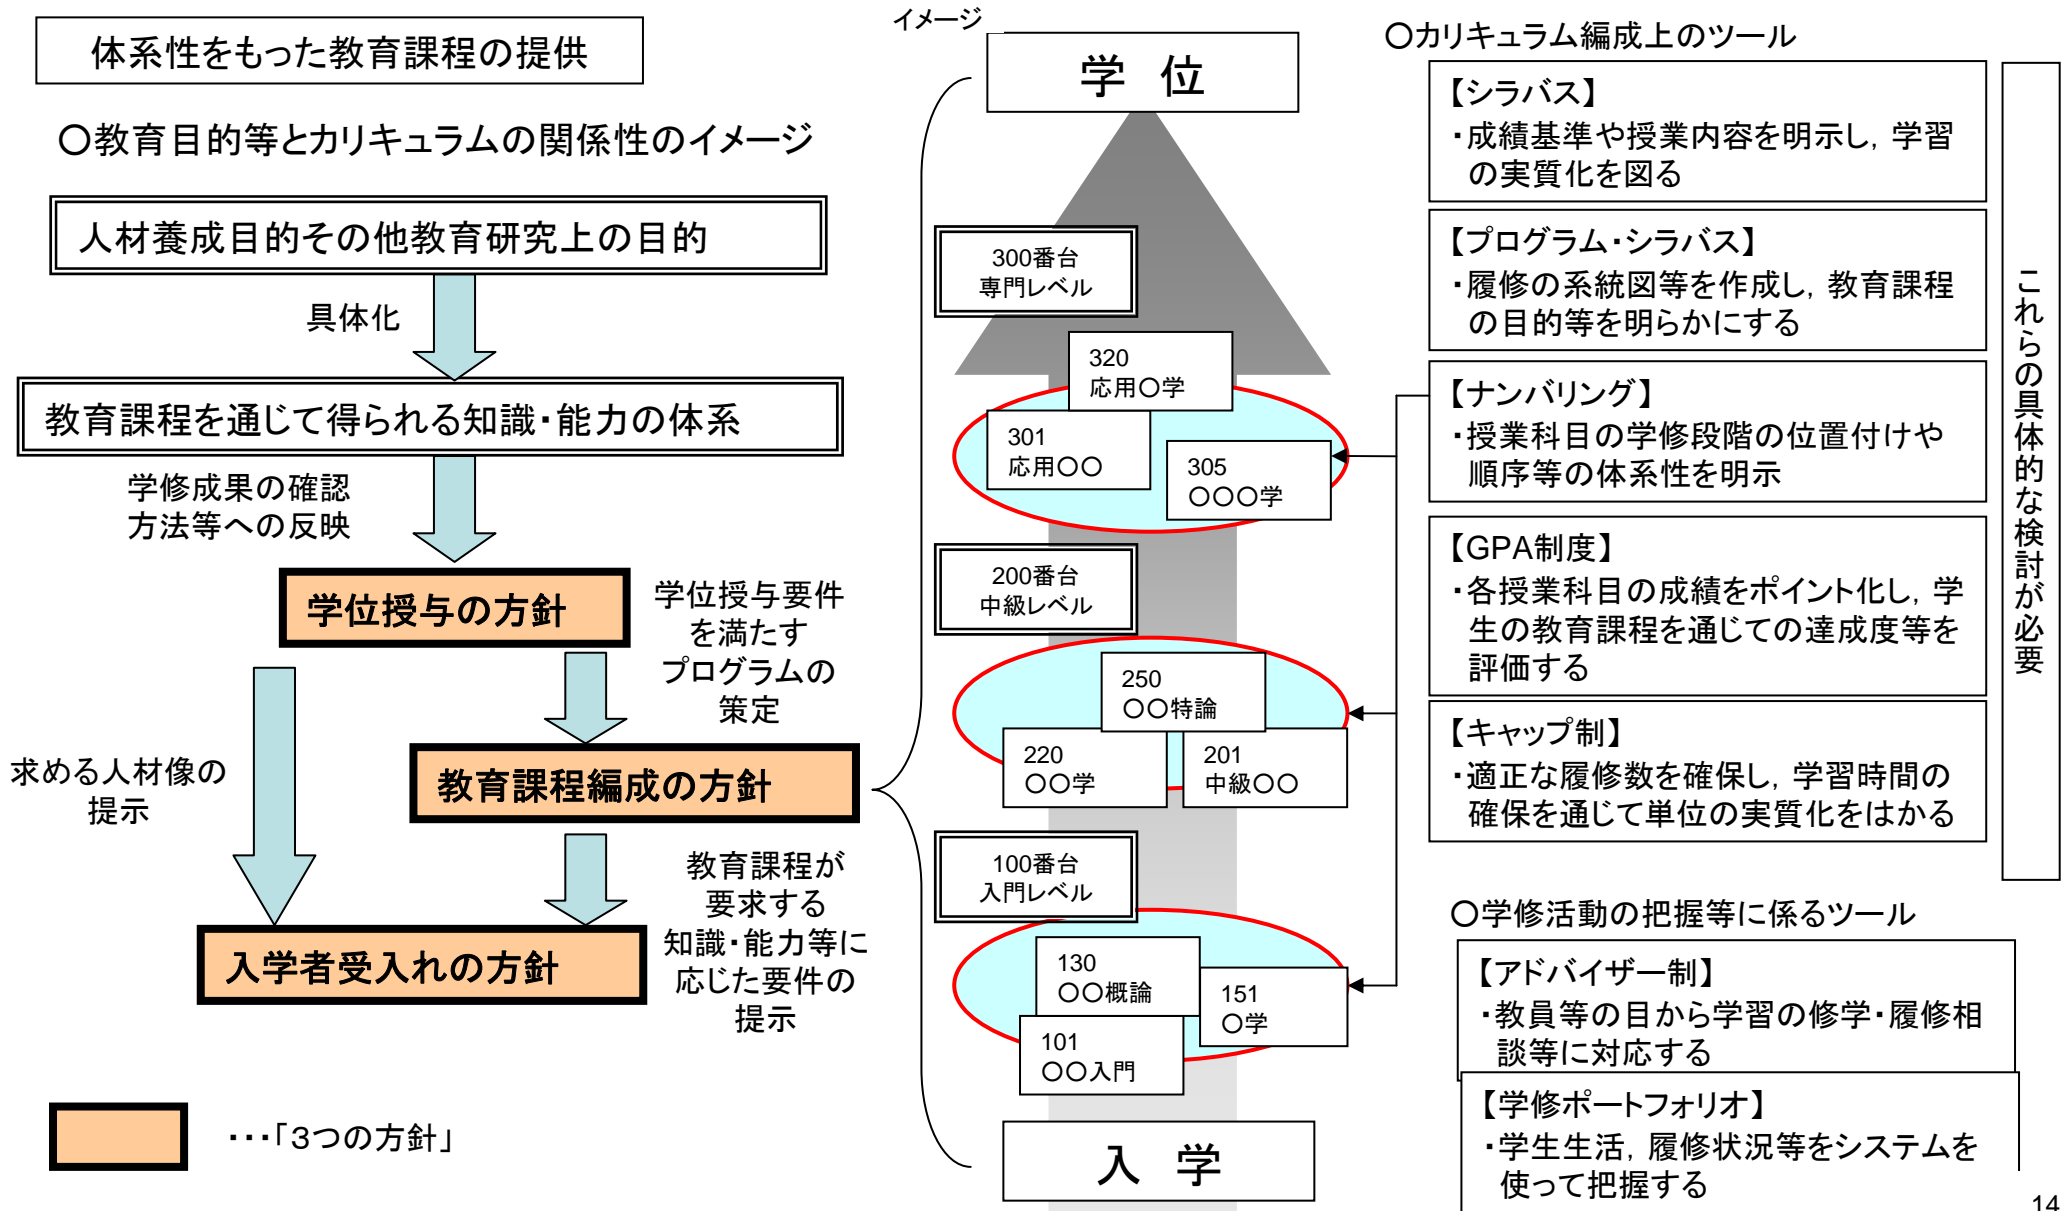 体系性をもった教育課程の提供
○教育目的等とカリキュラムの関係性のイメージ
人材養成目的その他教育研究上の目的
具体化
教育課程を通じて得られる知識・能力の体系
学修成果の確認
方法等への反映
学位授与の方針
学位授与要件
を満たす
プログラムの
策定
求める人材像の
提示
教育課程編成の方針
教育課程が
要求する
知識・能力等に
応じた要件の
提示
入学者受入れの方針
・・・「３つの方針」
イメージ
学 位
300番台
専門レベル
320
応用○学
301
応用○○
305
○○○学
200番台
中級レベル
250
○○特論
220
○○学
201
中級○○
100番台
入門レベル
130
○○概論
151
○学
101
○○入門
入 学
○カリキュラム編成上のツール
【シラバス】
・成績基準や授業内容を明示し，学習
の実質化を図る
【プログラム・シラバス】
・履修の系統図等を作成し，教育課程
の目的等を明らかにする
【ナンバリング】
・授業科目の学修段階の位置付けや
順序等の体系性を明示
【GPA制度】
・各授業科目の成績をポイント化し，学
生の教育課程を通じての達成度等を
評価する
【キャップ制】
・適正な履修数を確保し，学習時間の
確保を通じて単位の実質化をはかる
これらの具体的な検討が必要
○学修活動の把握等に係るツール
【アドバイザー制】
・教員等の目から学習の修学・履修相
談等に対応する
【学修ポートフォリオ】
・学生生活，履修状況等をシステムを
使って把握する
14